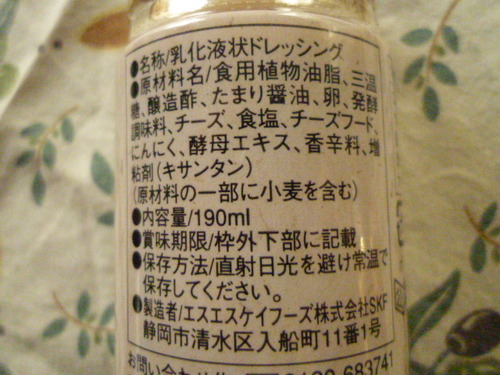 ●名称/乳化液状ドレッシング
●原材料名/食用植物油脂、三温
糖、醸造酢、たまり醤油、卵、発酵
調味料、チーズ、食塩、チーズフード、
にんにく、酵母エキス、香辛料、増
粘剤（キサンタン）
（原材料の一部に小麦を含む）
●内容量/190ml
●賞味期限/枠外下部に記載
●保存方法/直射日光を避け常温で
保存してください。
●製造者/エスエスケイフーズ株式会社SKF
静岡市清水区入船町11番1号